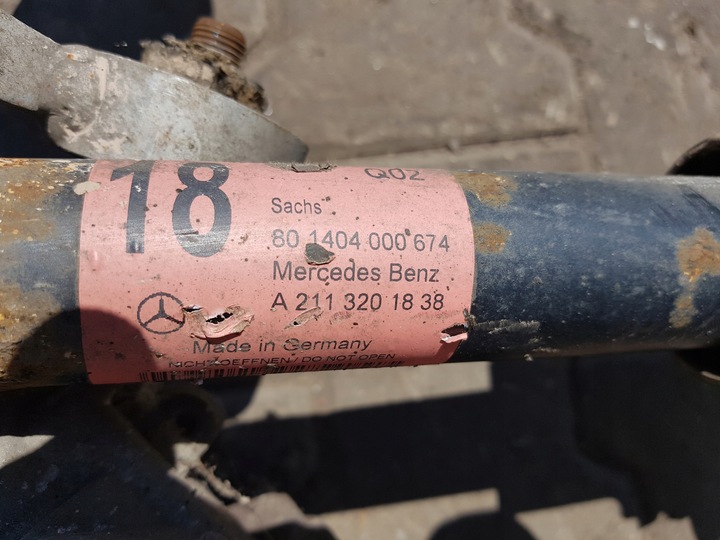 18
Q02
Sachs
80 1404 000 674
Mercedes Benz
A 211 320 18 38
Made in Germany
NICHT OEFFNEN / DO NOT OPEN